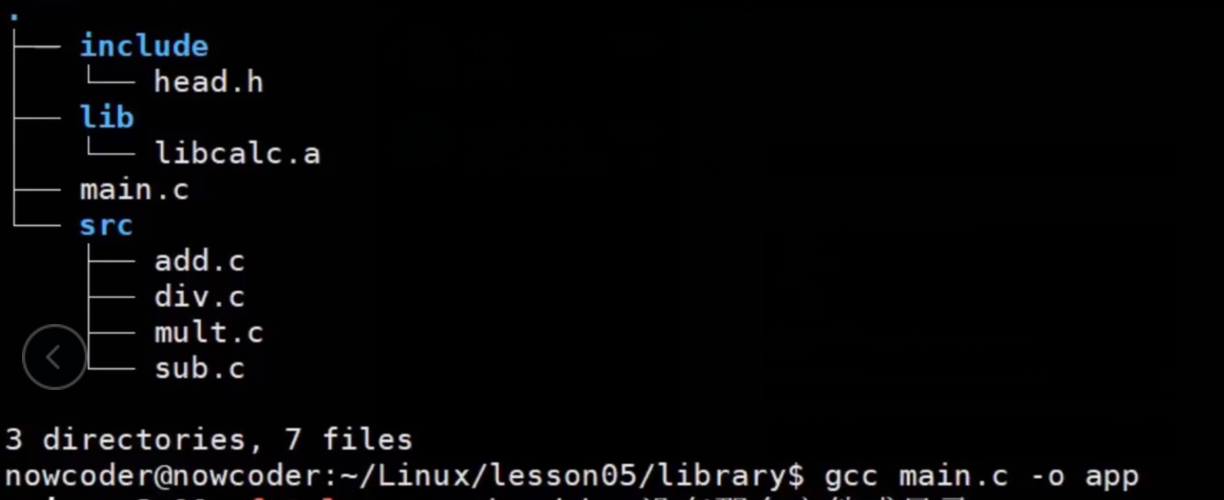 .
├── include
│   └── head.h
├── lib
│   └── libcalc.a
├── main.c
└── src
    ├── add.c
    ├── div.c
    ├── mult.c
    └── sub.c
3 directories, 7 files
nowcoder@nowcoder:~/Linux/lesson05/library$ gcc main.c -o app